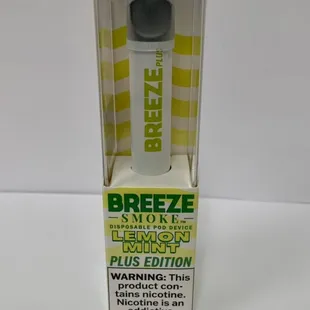 BREEZE PLUS
BREEZE
SMOKE
DISPOSABLE POD DEVICE
LEMON
MINT
PLUS EDITION
WARNING: This
product con-
tains nicotine.
Nicotine is an
addictive